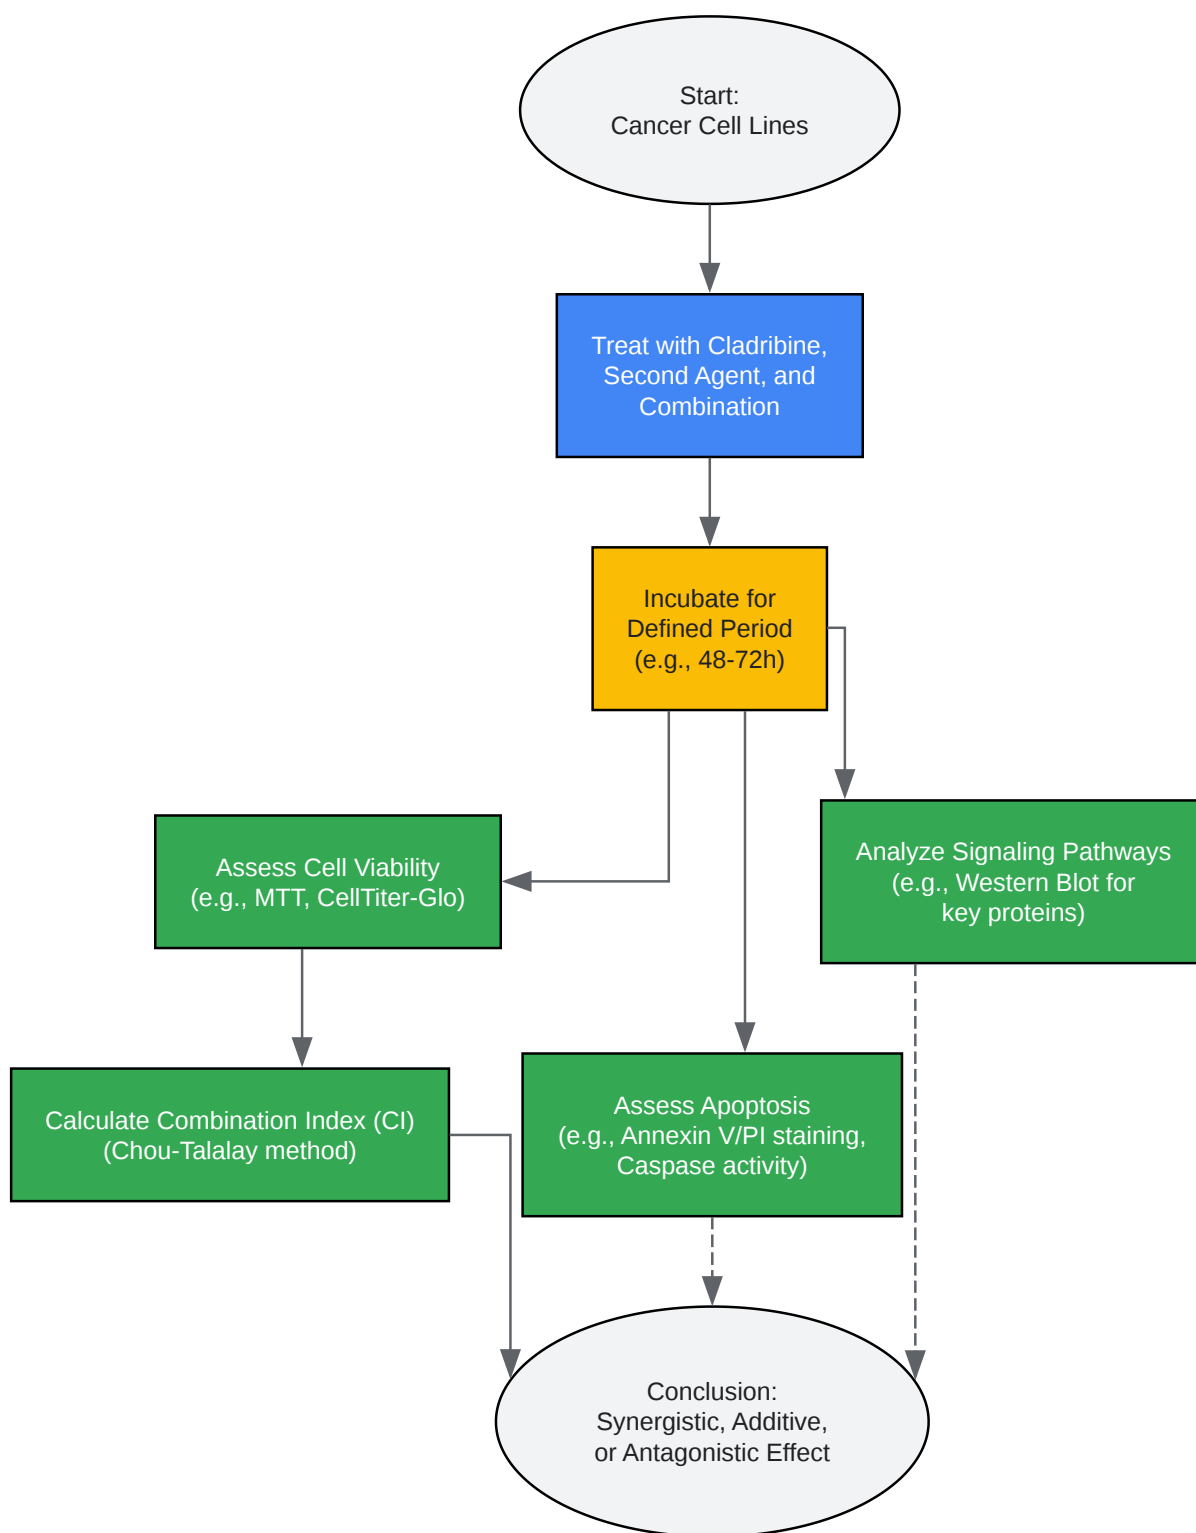 Start:
Cancer Cell Lines
Treat with Cladribine,
Second Agent, and
Combination
Incubate for
Defined Period
(e.g., 48-72h)
Assess Cell Viability
(e.g., MTT, CellTiter-Glo)
Analyze Signaling Pathways
(e.g., Western Blot for
key proteins)
Calculate Combination Index (CI)
(Chou-Talalay method)
Assess Apoptosis
(e.g., Annexin V/PI staining,
Caspase activity)
Conclusion:
Synergistic, Additive,
or Antagonistic Effect